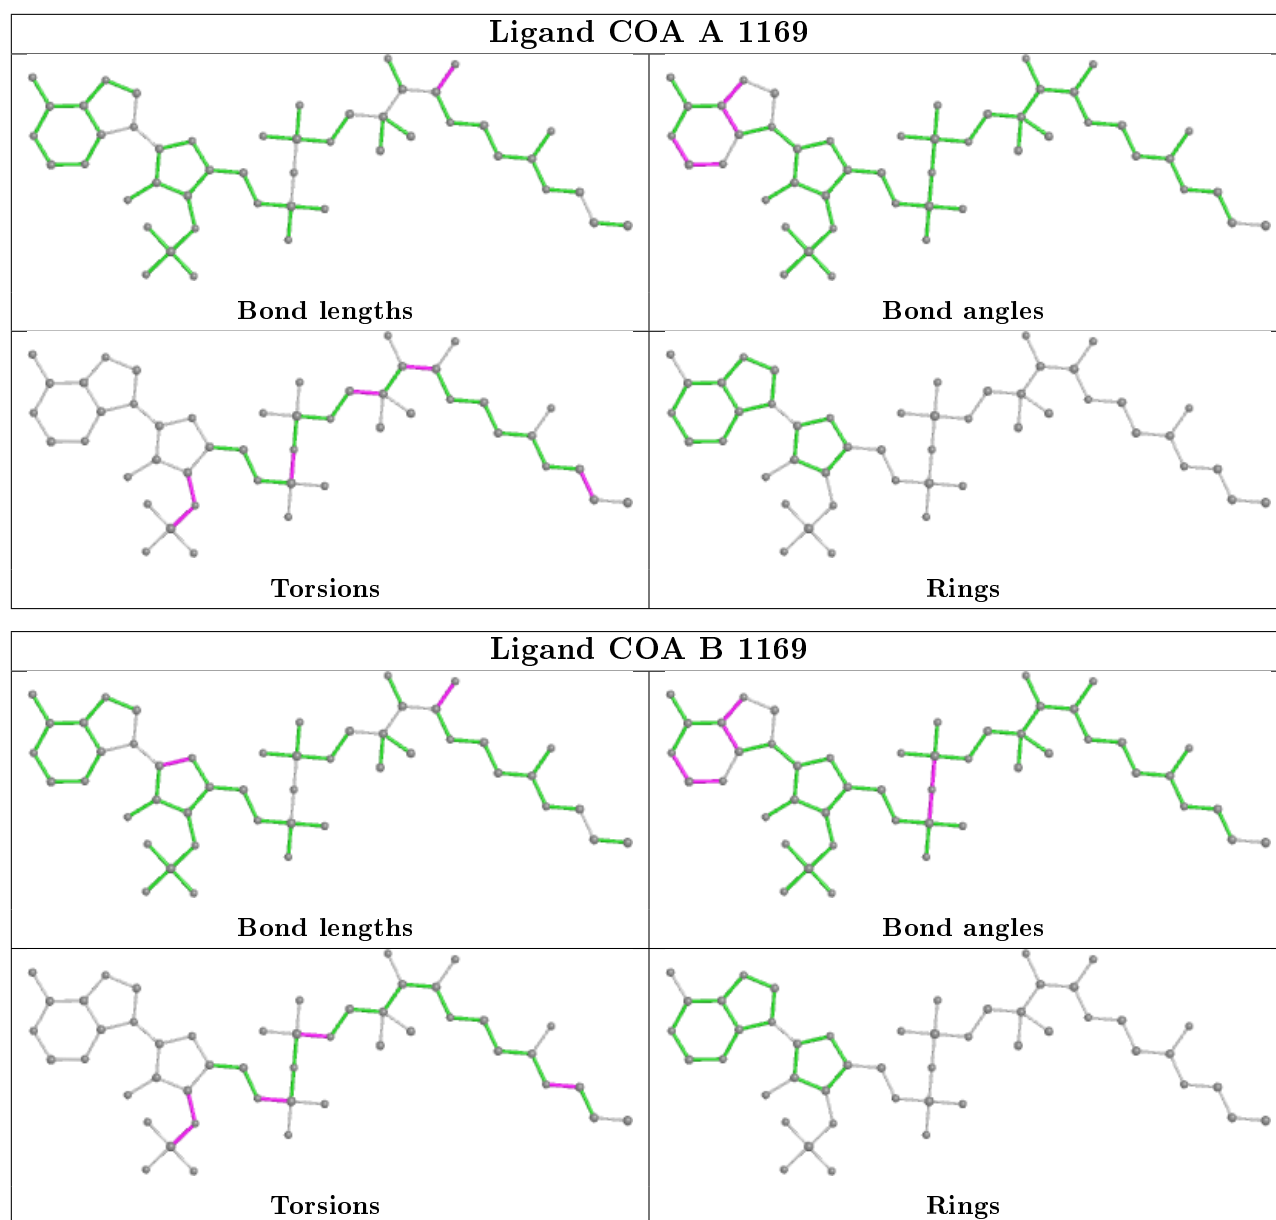 Ligand COA A 1169
Bond lengths
Bond angles
Torsions
Rings
Ligand COA B 1169
Bond lengths
Bond angles
Torsions
Rings